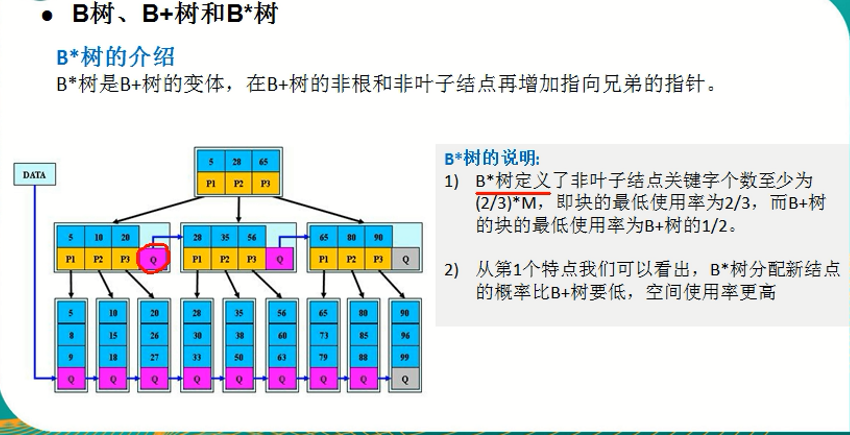 ● B树、B+树和B*树
B*树的介绍
B*树是B+树的变体，在B+树的非根和非叶子结点再增加指向兄弟的指针。
5 28 65
P1 P2 P3
DATA
5 10 20
P1 P2 P3 Q
28 35 56
P1 P2 P3 Q
65 80 90
P1 P2 P3 Q
5 10 20 28 35 56 65 80 90
8 15 26 30 38 60 73 85 96
9 18 27 33 50 63 79 88 99
Q Q Q Q Q Q Q Q Q
B*树的说明:
1) B*树定义了非叶子结点关键字个数至少为
(2/3)*M，即块的最低使用率为2/3，而B+树
的块的最低使用率为B+树的1/2。
2) 从第1个特点我们可以看出，B*树分配新结点
的概率比B+树要低，空间使用率更高